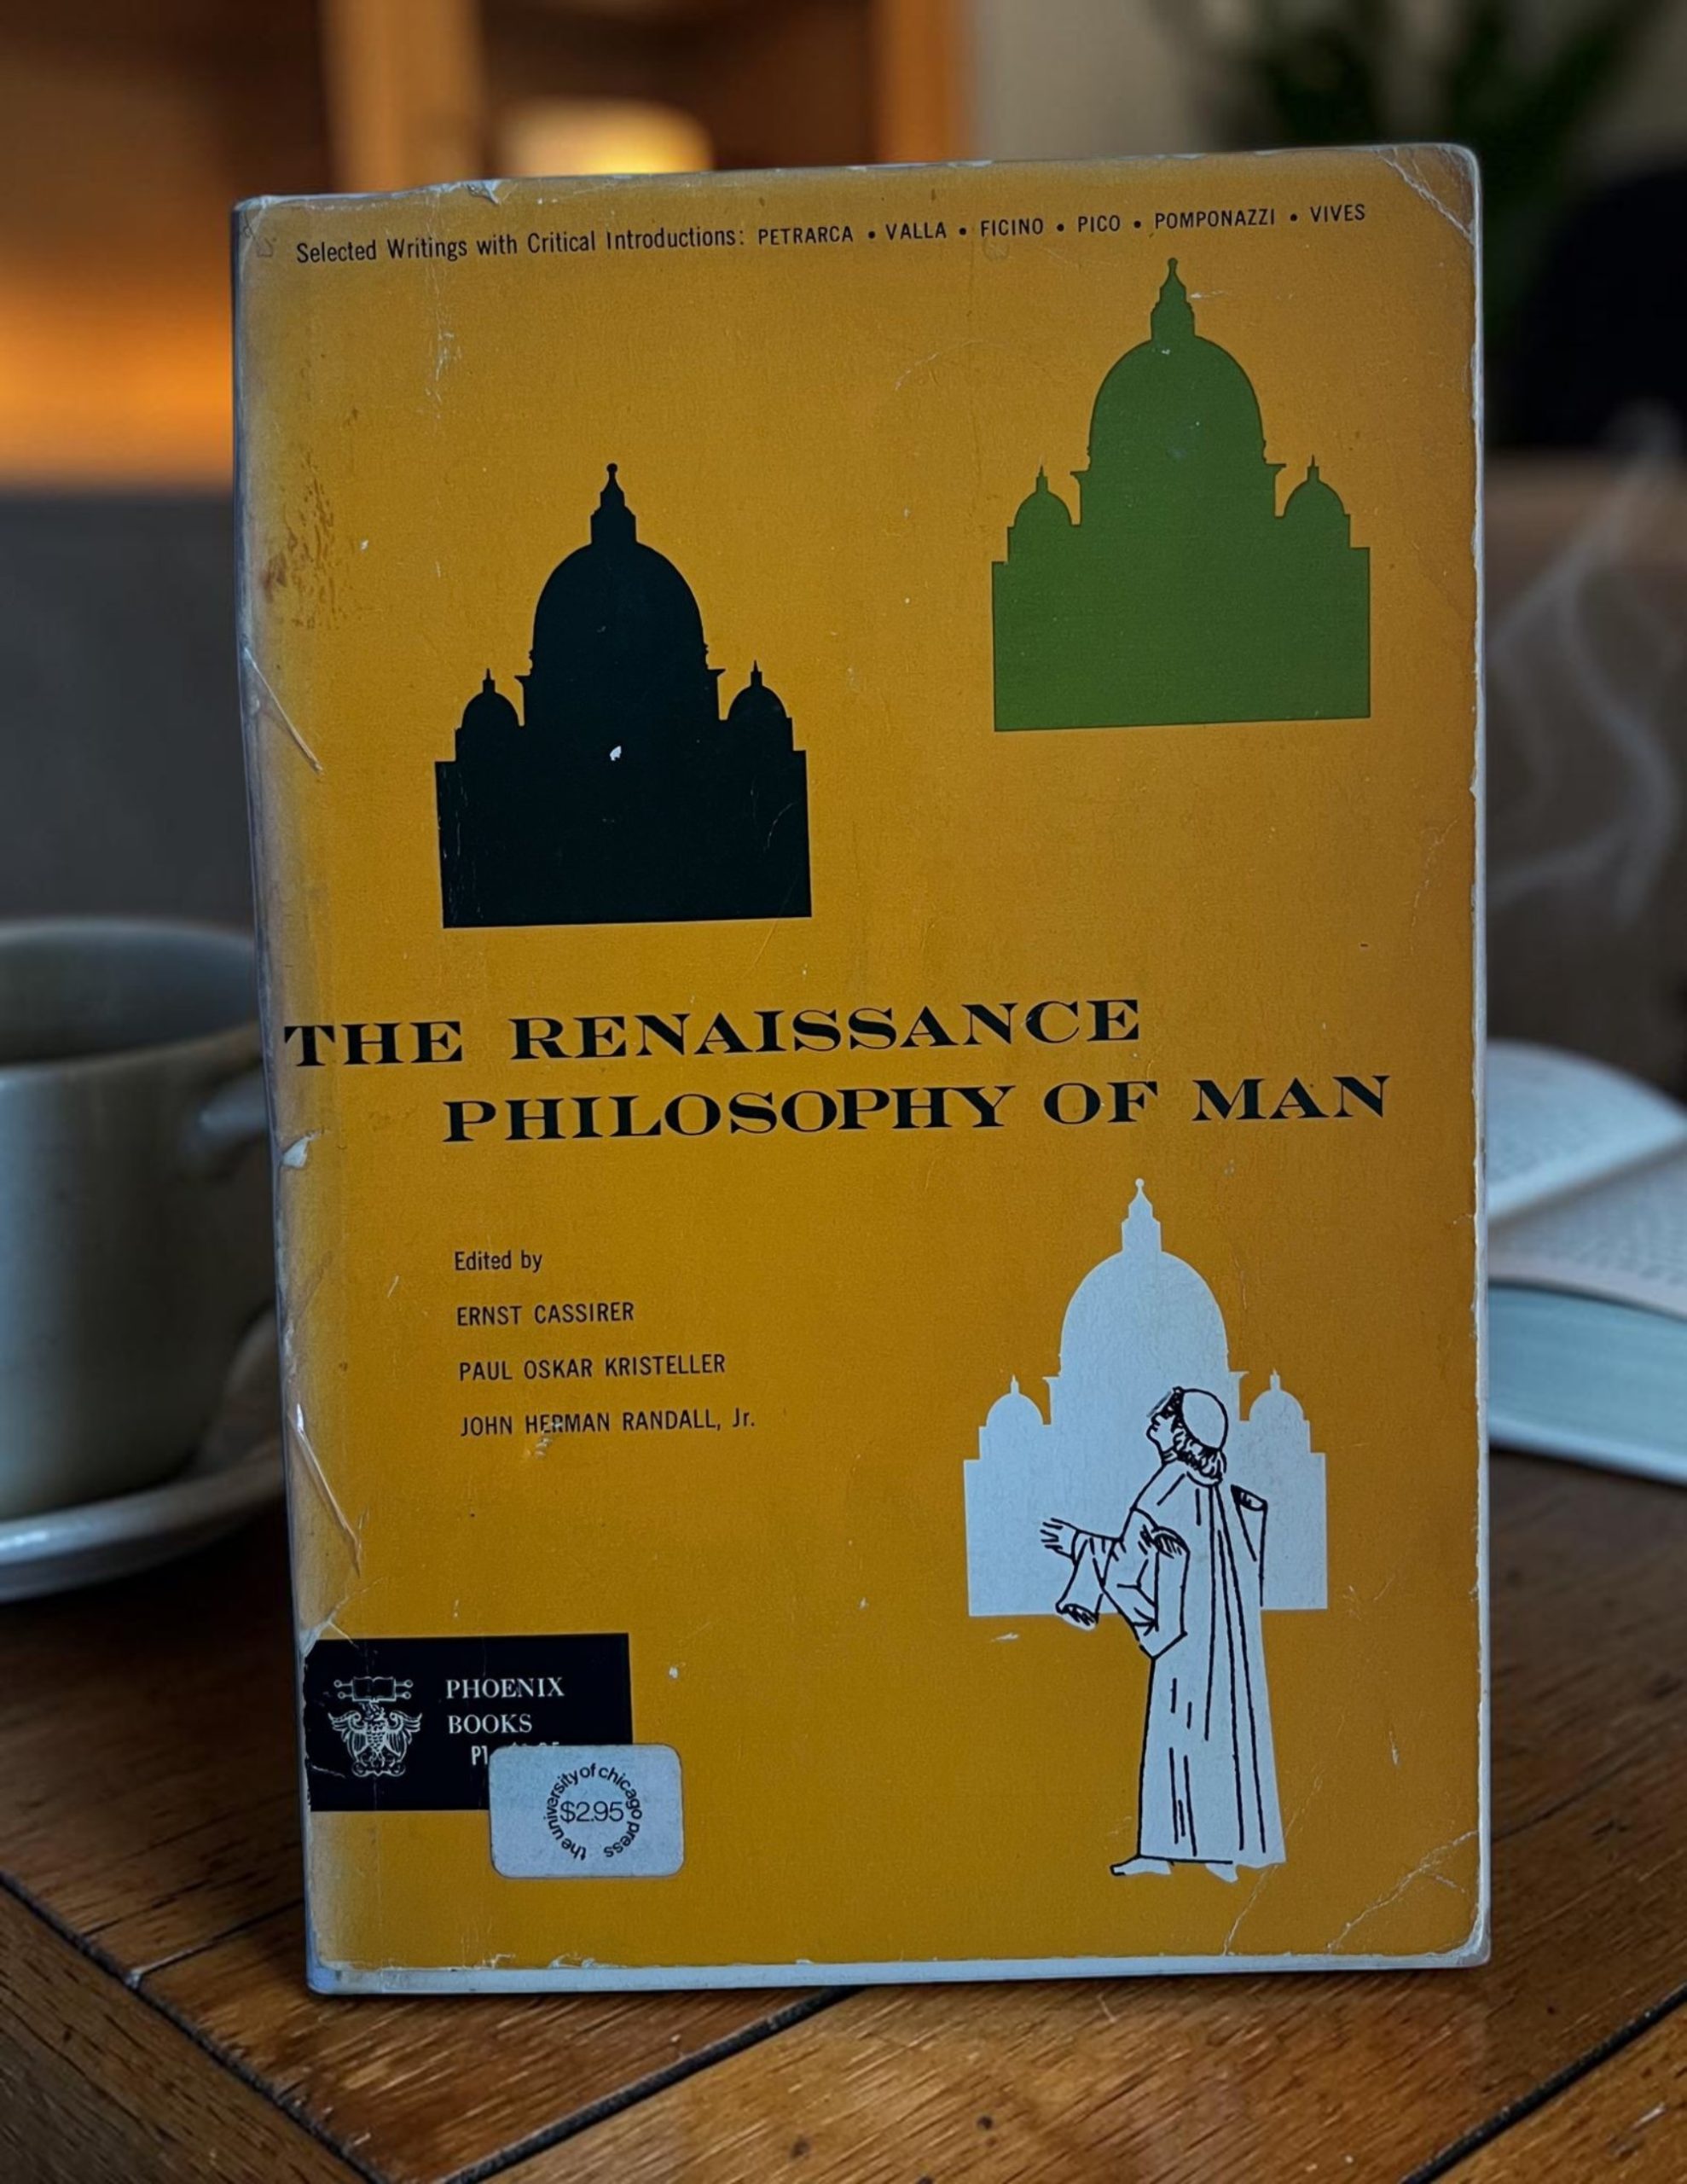 Selected Writings with Critical Introductions: PETRARCA • VALLA • FICINO • PICO • POMPONAZZI • VIVES
THE RENAISSANCE
PHILOSOPHY OF MAN
Edited by
ERNST CASSIRER
PAUL OSKAR KRISTELLER
JOHN HERMAN RANDALL, Jr.
PHOENIX
BOOKS
P1
the university of chicago press
$2.95